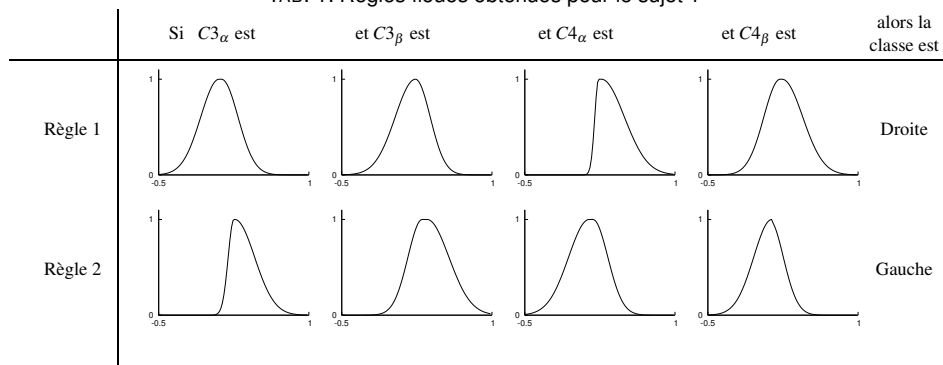 Règles floues obtenues pour le sujet
Si C3α est et C3β est et C4α est et C4β est alors la classe est
1 1 1 1
Règle 1 Droite
0 0 0 0
-0.5 1 -0.5 1 -0.5 1 -0.5 1
1 1 1 1
Règle 2 Gauche
0 0 0 0
-0.5 1 -0.5 1 -0.5 1 -0.5 1